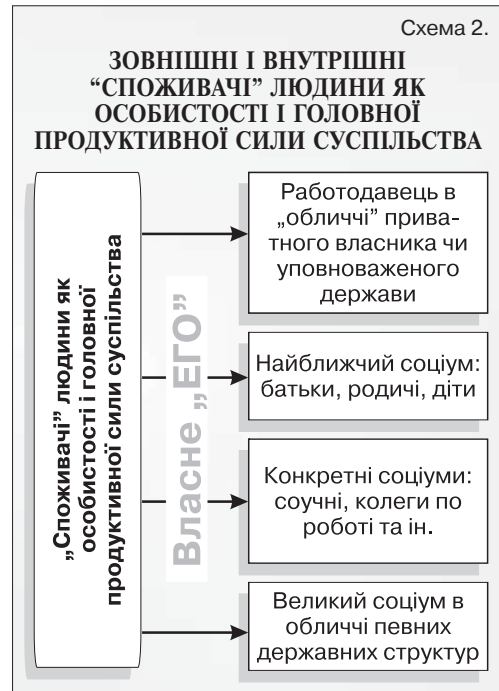 Схема 2.
ЗОВНІШНІ І ВНУТРІШНІ
“СПОЖИВАЧІ” ЛЮДИНИ ЯК
ОСОБИСТОСТІ І ГОЛОВНОЇ
ПРОДУКТИВНОЇ СИЛИ СУСПІЛЬСТВА
„Споживачі” людини як
особистості і головної
продуктивної сили суспільства
Власне „ЕГО”
Работодавець в
„обличчі” прива-
тного власника чи
уповноваженого
держави
Найближчий соціум:
батьки, родичі, діти
Конкретні соціуми:
соучні, колеги по
роботі та ін.
Великий соціум в
обличчі певних
державних структур